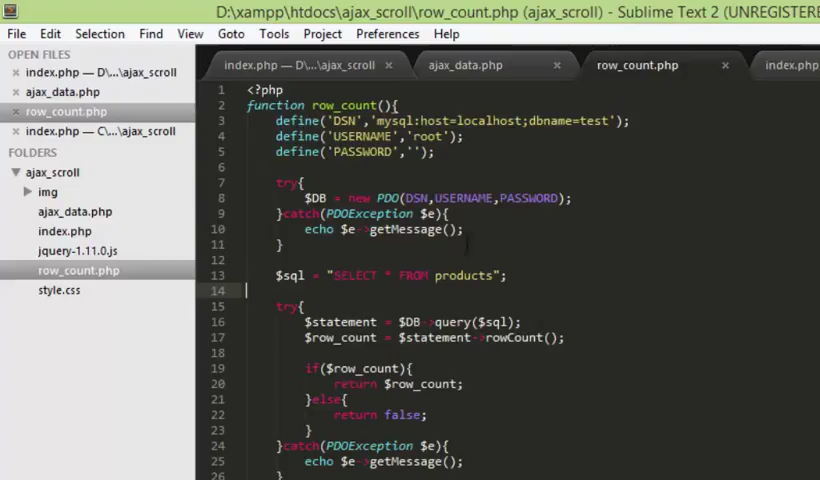 D:\xampp\htdocs\ajax_scroll\row_count.php (ajax_scroll) - Sublime Text 2 (UNREGISTERE
File Edit Selection Find View Goto Tools Project Preferences Help
OPEN FILES
× index.php — D\...\ajax_scroll
× ajax_data.php
× row_count.php
× index.php — C\...\ajax_scroll
FOLDERS
ajax_scroll
img
ajax_data.php
index.php
jquery-1.11.0.js
row_count.php
style.css
index.php — D\...\ajax_scroll × ajax_data.php × row_count.php × index.php
1 <?php
2 function row_count(){
3 define('DSN','mysql:host=localhost;dbname=test');
4 define('USERNAME','root');
5 define('PASSWORD','');
6
7 try{
8 $DB = new PDO(DSN,USERNAME,PASSWORD);
9 }catch(PDOException $e){
10 echo $e->getMessage();
11 }
12
13 $sql = "SELECT * FROM products";
14
15 try{
16 $statement = $DB->query($sql);
17 $row_count = $statement->rowCount();
18
19 if($row_count){
20 return $row_count;
21 }else{
22 return false;
23 }
24 }catch(PDOException $e){
25 echo $e->getMessage();
26 }